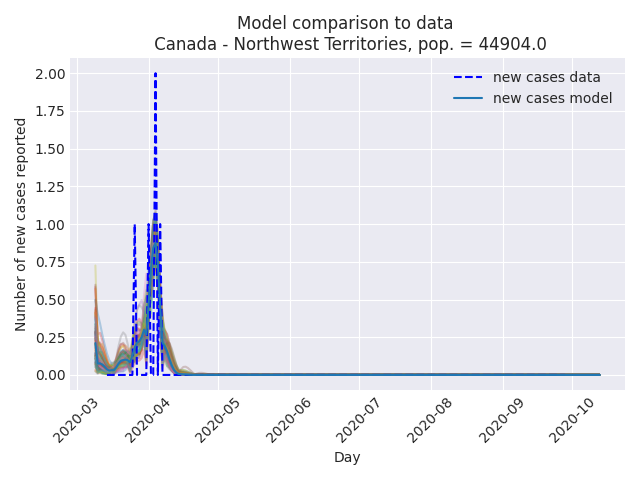 Model comparison to data
Canada - Northwest Territories, pop. = 44904.0
new cases data
new cases model
Number of new cases reported
2.00
1.75
1.50
1.25
1.00
0.75
0.50
0.25
0.00
2020-03
2020-04
2020-05
2020-06
2020-07
2020-08
2020-09
2020-10
Day